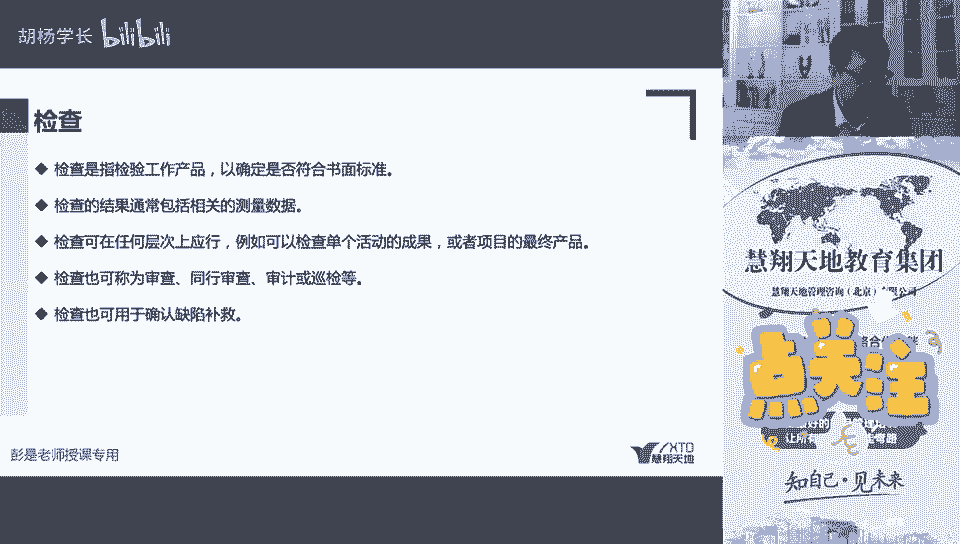 胡杨学长 bilibili
检查
◆ 检查是指检验工作产品，以确定是否符合书面标准。
◆ 检查的结果通常包括相关的测量数据。
◆ 检查可在任何层次上应行，例如可以检查单个活动的成果，或者项目的最终产品。
◆ 检查也可称为审查、同行审查、审计或巡检等。
◆ 检查也可用于确认缺陷补救。
老师授课专用
XTD
慧翔天地
慧翔天地教育集团
慧翔天地管理咨询（北京）有限公司
点关注
知自己·见未来